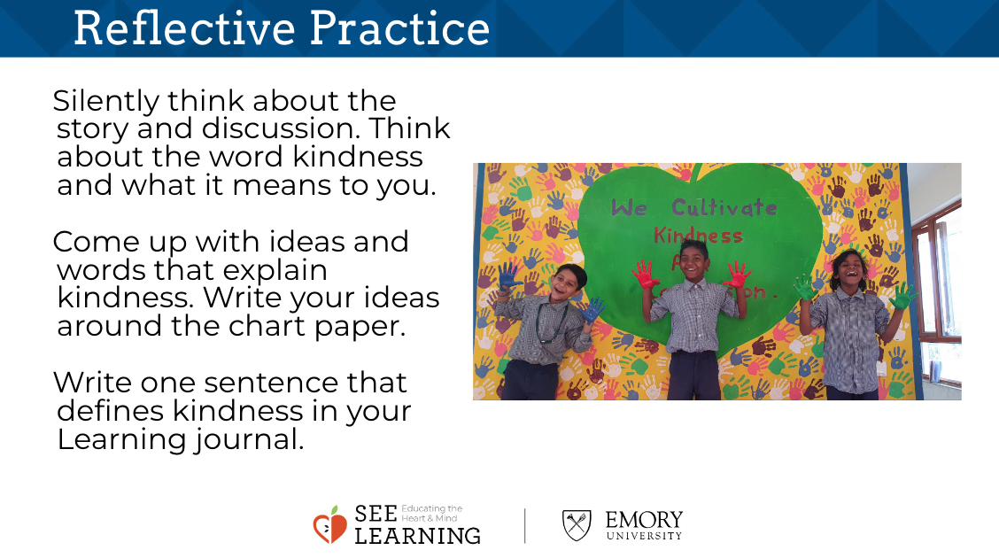 Reflective Practice
Silently think about the
story and discussion. Think
about the word kindness
and what it means to you.
Come up with ideas and
words that explain
kindness. Write your ideas
around the chart paper.
Write one sentence that
defines kindness in your
Learning journal.
We Cultivate
Kindness
SEE
LEARNING
Educating the
Heart & Mind
EMORY
UNIVERSITY